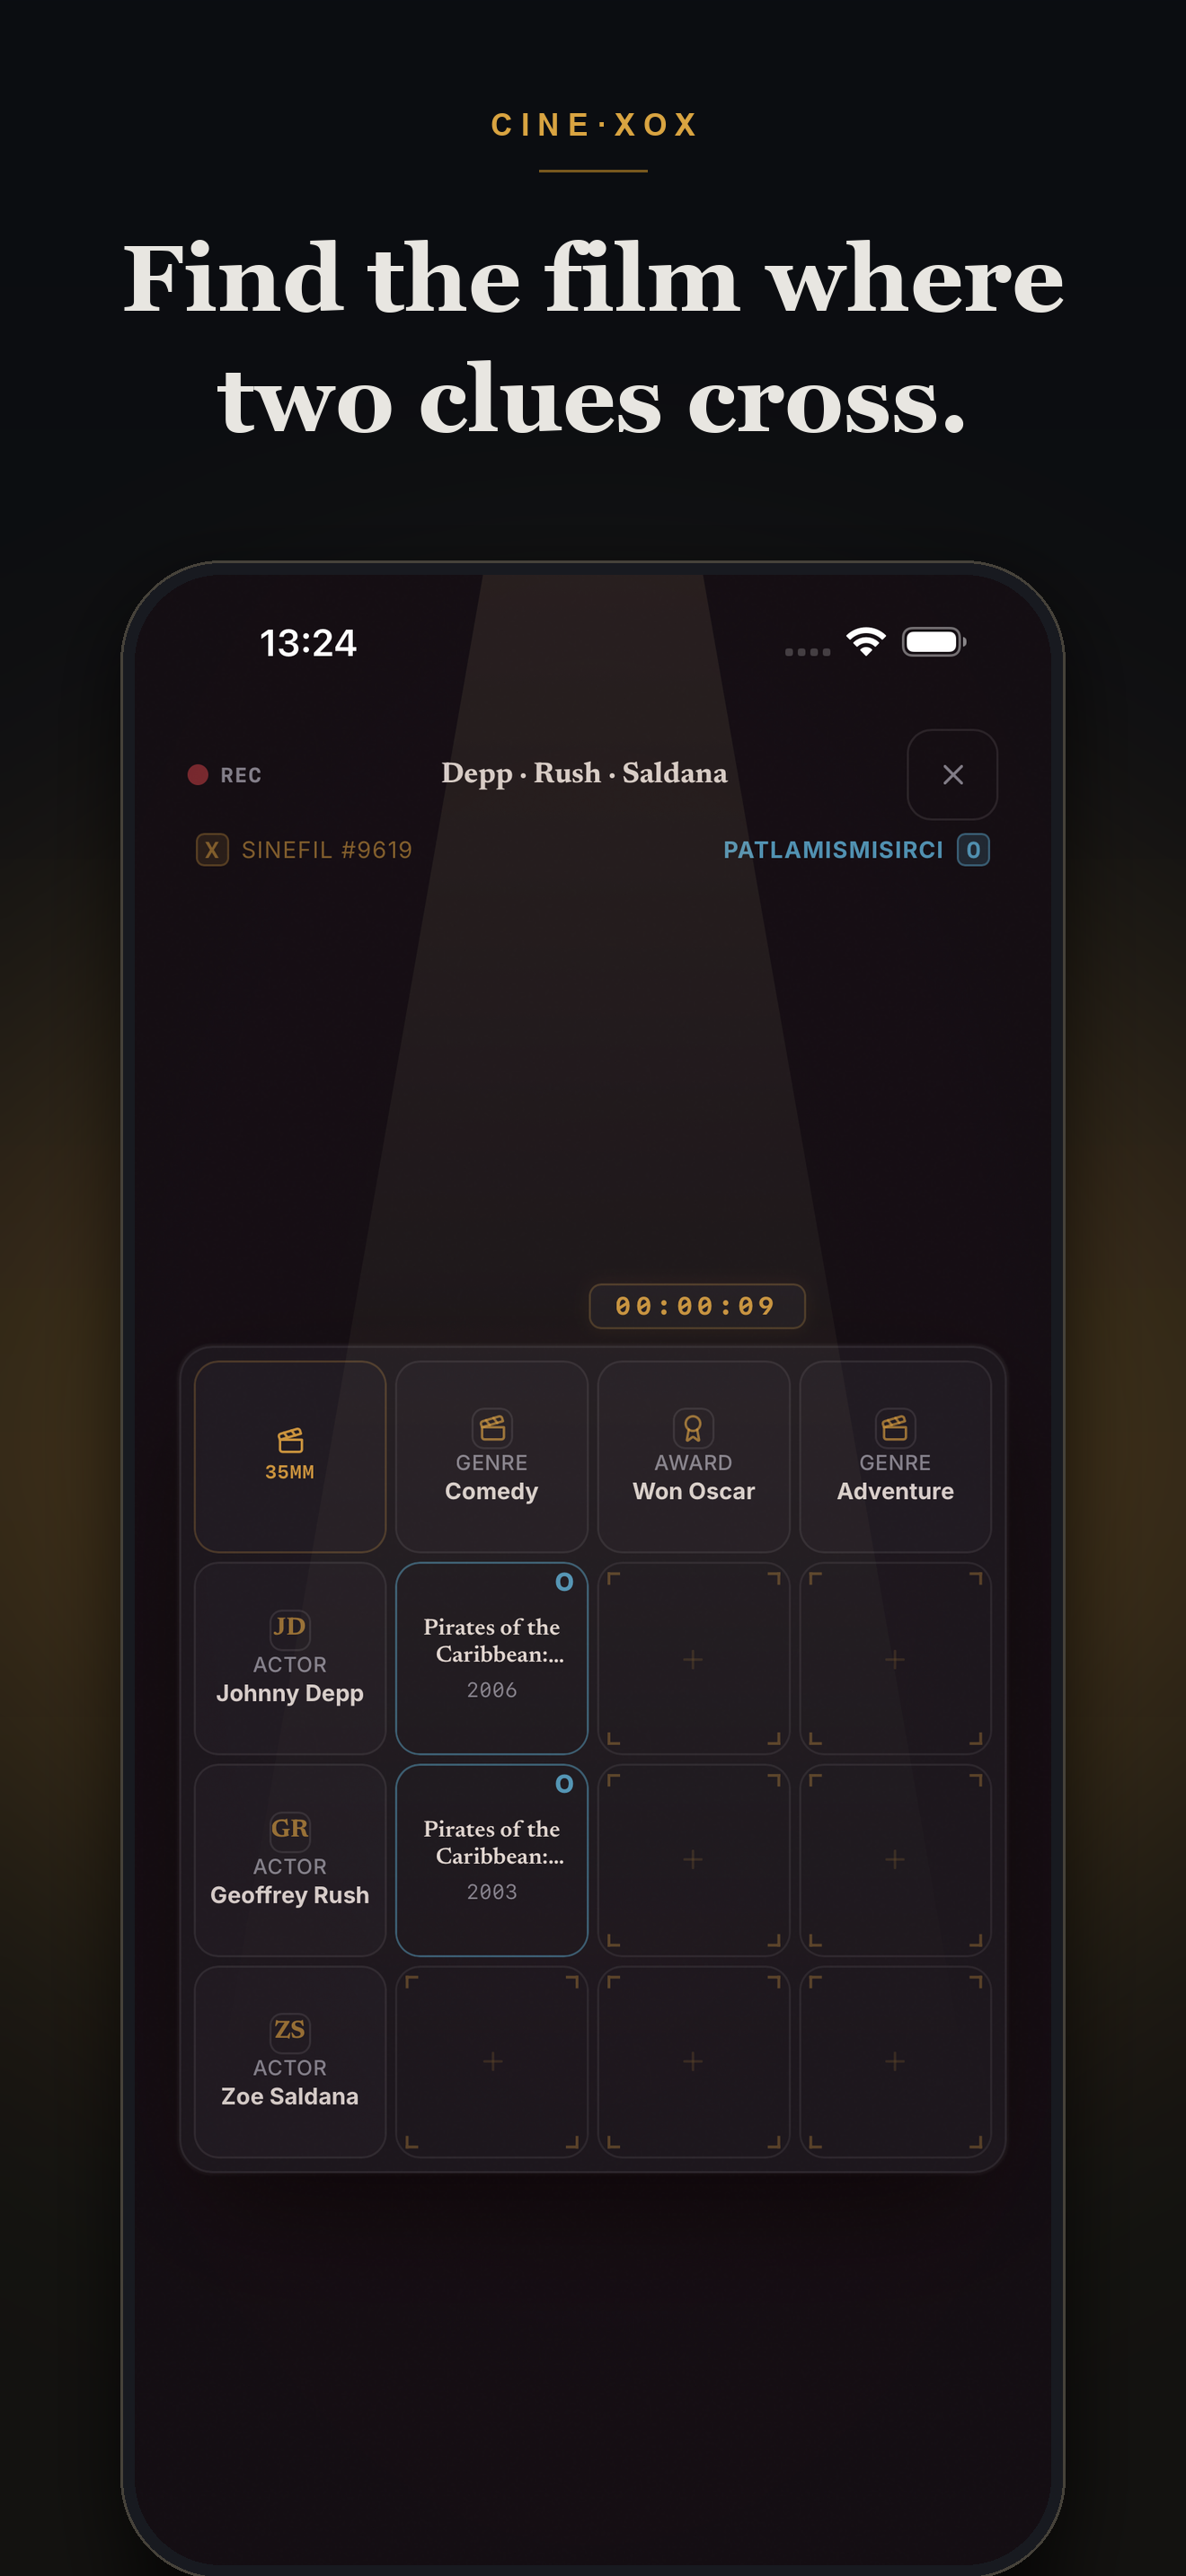 CINE·XOX
Find the film where
two clues cross.
13:24
REC
Depp · Rush · Saldana
X SINEFIL #9619
PATLAMISMISIRCI O
00:00:09
35MM
GENRE
Comedy
AWARD
Won Oscar
GENRE
Adventure
JD
ACTOR
Johnny Depp
O
Pirates of the
Caribbean:...
2006
GR
ACTOR
Geoffrey Rush
O
Pirates of the
Caribbean:...
2003
ZS
ACTOR
Zoe Saldana